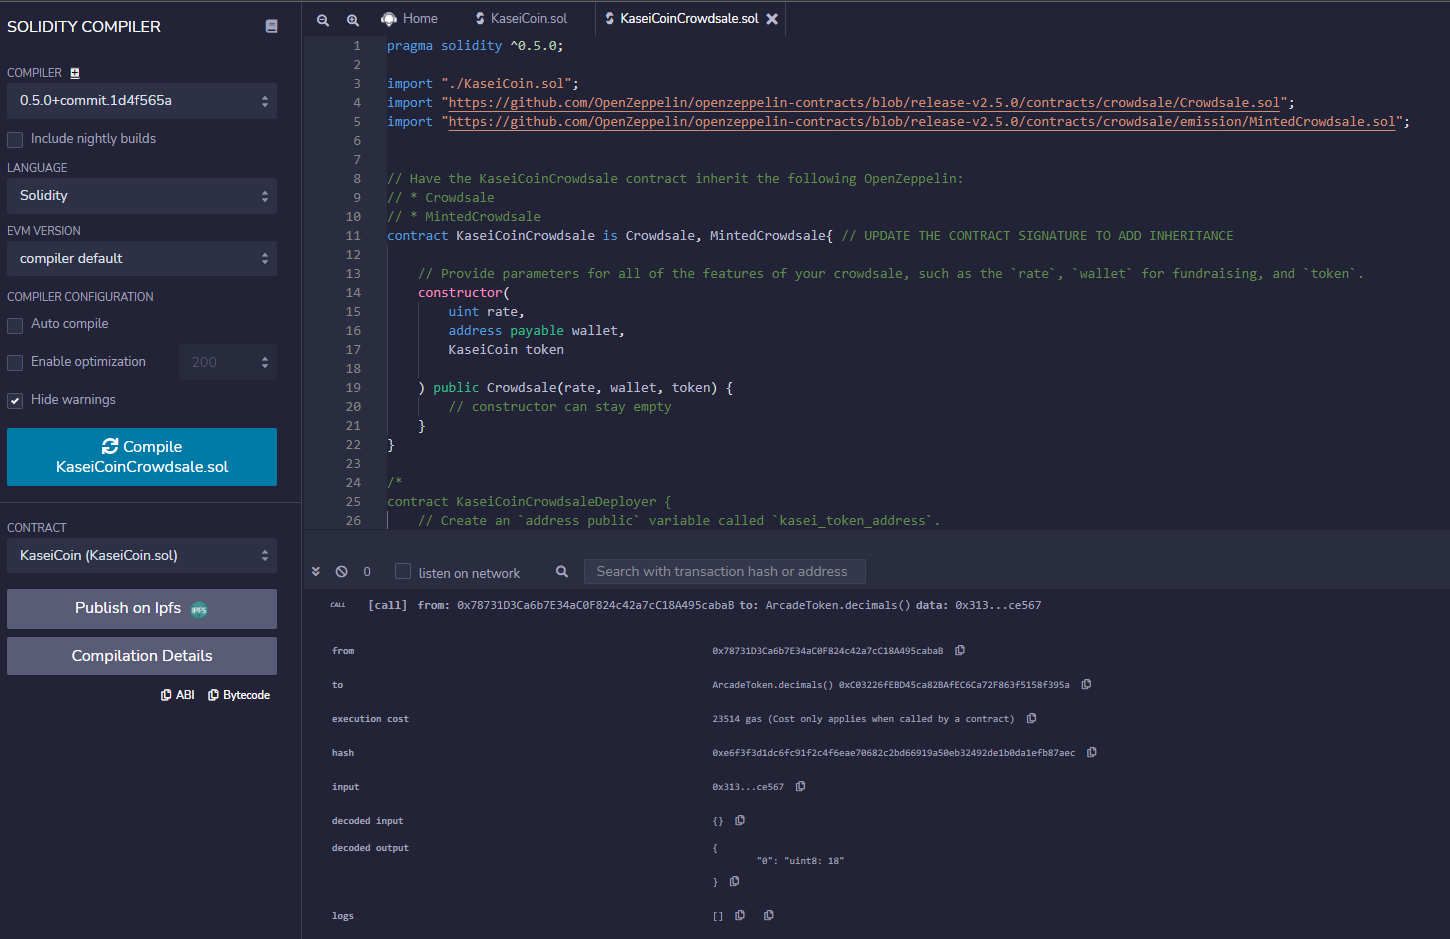 SOLIDITY COMPILER
COMPILER
0.5.0+commit.1d4f565a
Include nightly builds
LANGUAGE
Solidity
EVM VERSION
compiler default
COMPILER CONFIGURATION
Auto compile
Enable optimization 200
Hide warnings
Compile
KaseiCoinCrowdsale.sol
CONTRACT
KaseiCoin (KaseiCoin.sol)
Publish on Ipfs IPFS
Compilation Details
ABI Bytecode
Home KaseiCoin.sol KaseiCoinCrowdsale.sol
1 pragma solidity ^0.5.0;
2
3 import "./KaseiCoin.sol";
4 import "https://github.com/OpenZeppelin/openzeppelin-contracts/blob/release-v2.5.0/contracts/crowdsale/Crowdsale.sol";
5 import "https://github.com/OpenZeppelin/openzeppelin-contracts/blob/release-v2.5.0/contracts/crowdsale/emission/MintedCrowdsale.sol";
6
7
8 // Have the KaseiCoinCrowdsale contract inherit the following OpenZeppelin:
9 // * Crowdsale
10 // * MintedCrowdsale
11 contract KaseiCoinCrowdsale is Crowdsale, MintedCrowdsale{ // UPDATE THE CONTRACT SIGNATURE TO ADD INHERITANCE
12
13 // Provide parameters for all of the features of your crowdsale, such as the `rate`, `wallet` for fundraising, and `token`.
14 constructor(
15 uint rate,
16 address payable wallet,
17 KaseiCoin token
18
19 ) public Crowdsale(rate, wallet, token) {
20 // constructor can stay empty
21 }
22 }
23
24 /*
25 contract KaseiCoinCrowdsaleDeployer {
26 // Create an `address public` variable called `kasei_token_address`.
0 listen on network Search with transaction hash or address
CALL [call] from: 0x78731D3Ca6b7E34aC0F824c42a7cC18A495cabaB to: ArcadeToken.decimals() data: 0x313...ce567
from 0x78731D3Ca6b7E34aC0F824c42a7cC18A495cabaB
to ArcadeToken.decimals() 0xC03226fEBD45ca82BAfEC6Ca72F863f5158f395a
execution cost 23514 gas (Cost only applies when called by a contract)
hash 0xe6f3f3d1dc6fc91f2c4f6eae70682c2bd66919a50eb32492de1b0da1efb87aec
input 0x313...ce567
decoded input {}
decoded output {
"0": "uint8: 18"
}
logs []